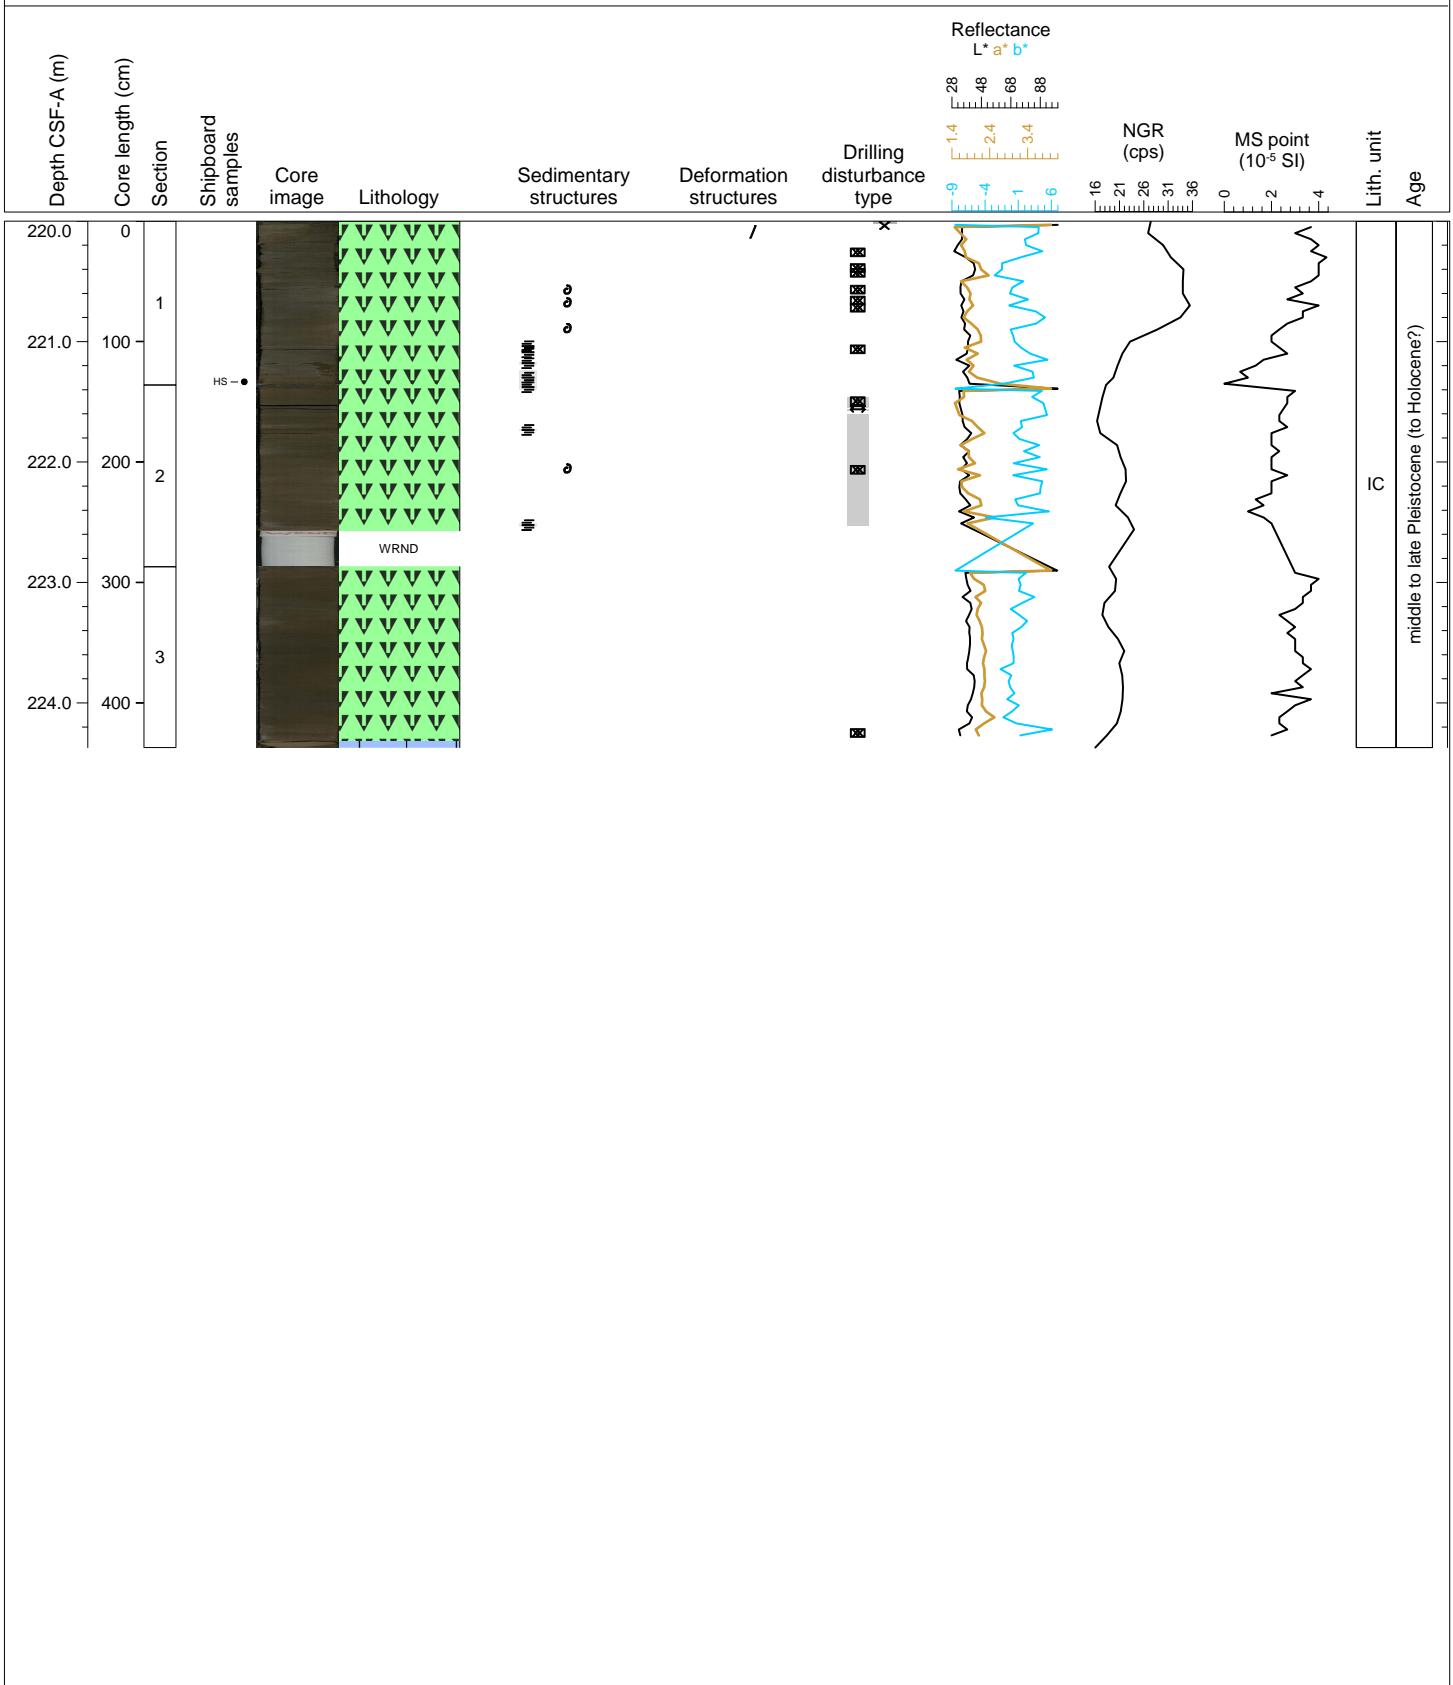 Depth CSF-A (m)
Core length (cm)
Section
Shipboard
samples
Core
image
Lithology
Sedimentary
structures
Deformation
structures
Drilling
disturbance
type
Reflectance
L* a* b*
28 48 68 88
1.4 2.4 3.4
-9 -4 1 6
NGR
(cps)
16 21 26 31 36
MS point
(10-5 SI)
0 2 4
Lith. unit
Age
220.0 0
1
221.0 100
HS
222.0 200
2
WRND
223.0 300
3
224.0 400
IC
middle to late Pleistocene (to Holocene?)